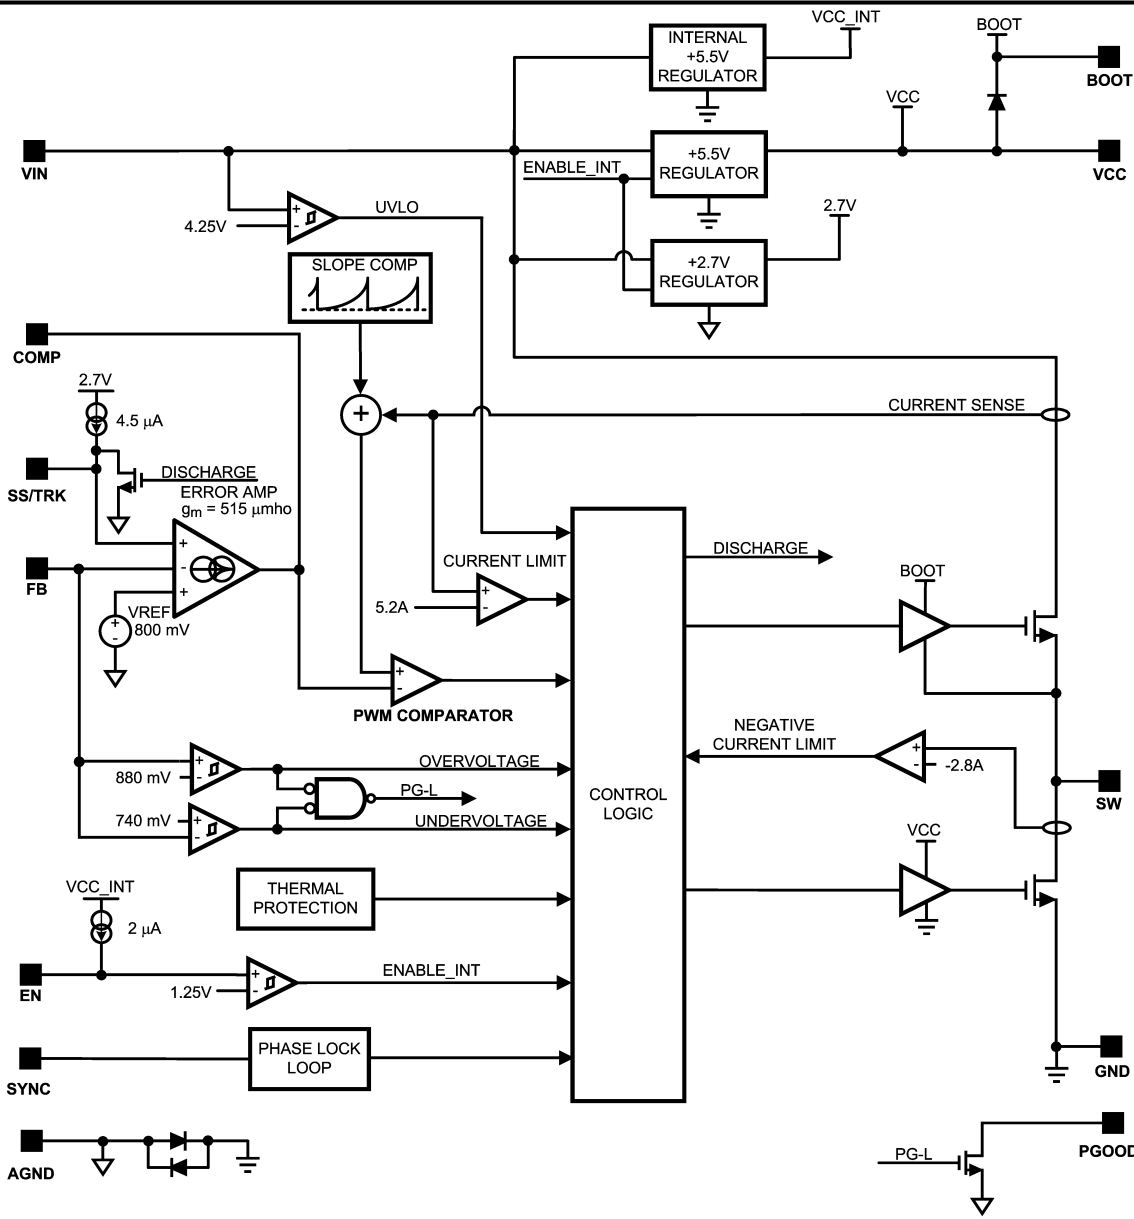 VCC_INT
BOOT
INTERNAL
+5.5V
REGULATOR
BOOT
VCC
VIN
ENABLE_INT
+5.5V
REGULATOR
VCC
4.25V
+
-
UVLO
2.7V
SLOPE COMP
+2.7V
REGULATOR
COMP
2.7V
4.5 µA
+
CURRENT SENSE
SS/TRK
DISCHARGE
ERROR AMP
gm = 515 µmho
FB
+
-
+
VREF
800 mV
+
-
CURRENT LIMIT
5.2A
+
-
DISCHARGE
BOOT
+
-
PWM COMPARATOR
NEGATIVE
CURRENT LIMIT
+
-
-2.8A
SW
880 mV
+
-
OVERVOLTAGE
PG-L
740 mV
+
-
UNDERVOLTAGE
CONTROL
LOGIC
VCC
THERMAL
PROTECTION
VCC_INT
2 µA
EN
1.25V
+
-
ENABLE_INT
SYNC
PHASE LOCK
LOOP
GND
AGND
PG-L
PGOOD